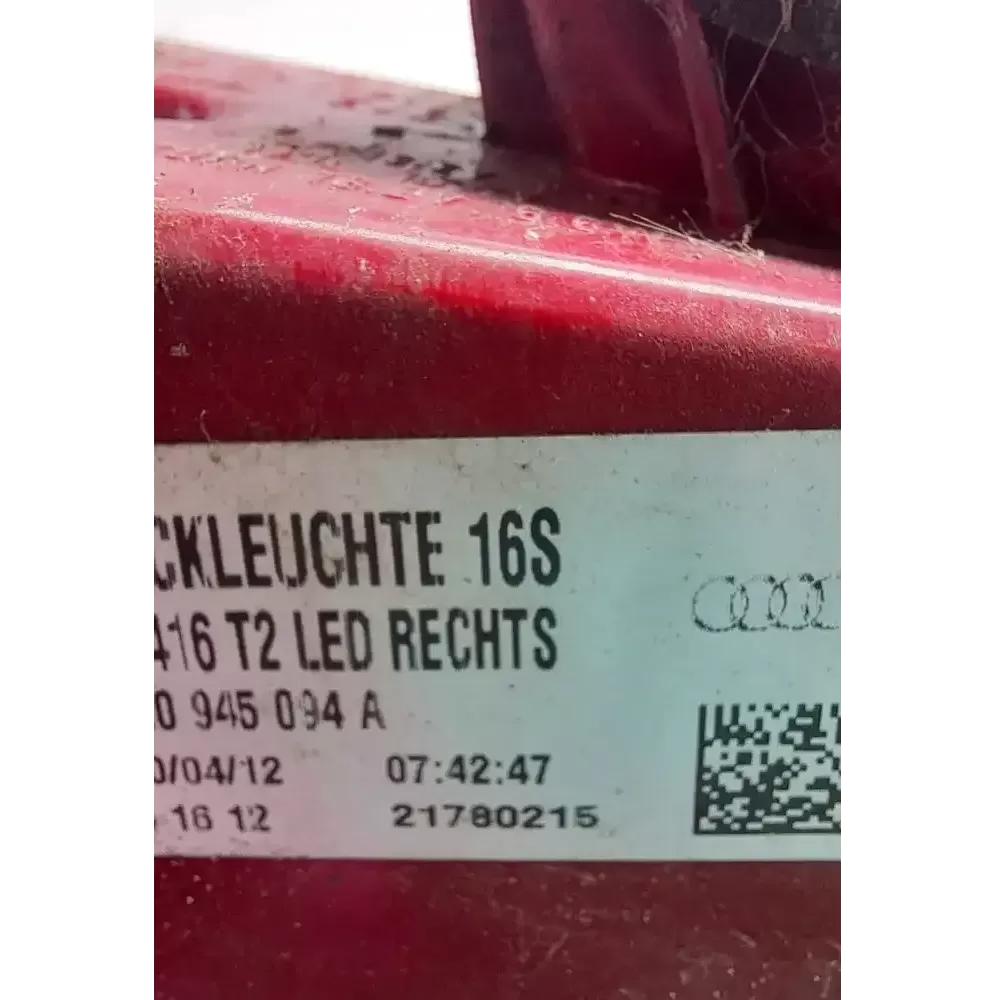 CKLEUCHTE 16S
416 T2 LED RECHTS
0 945 094 A
0/04/12 07:42:47
16 12 21780215